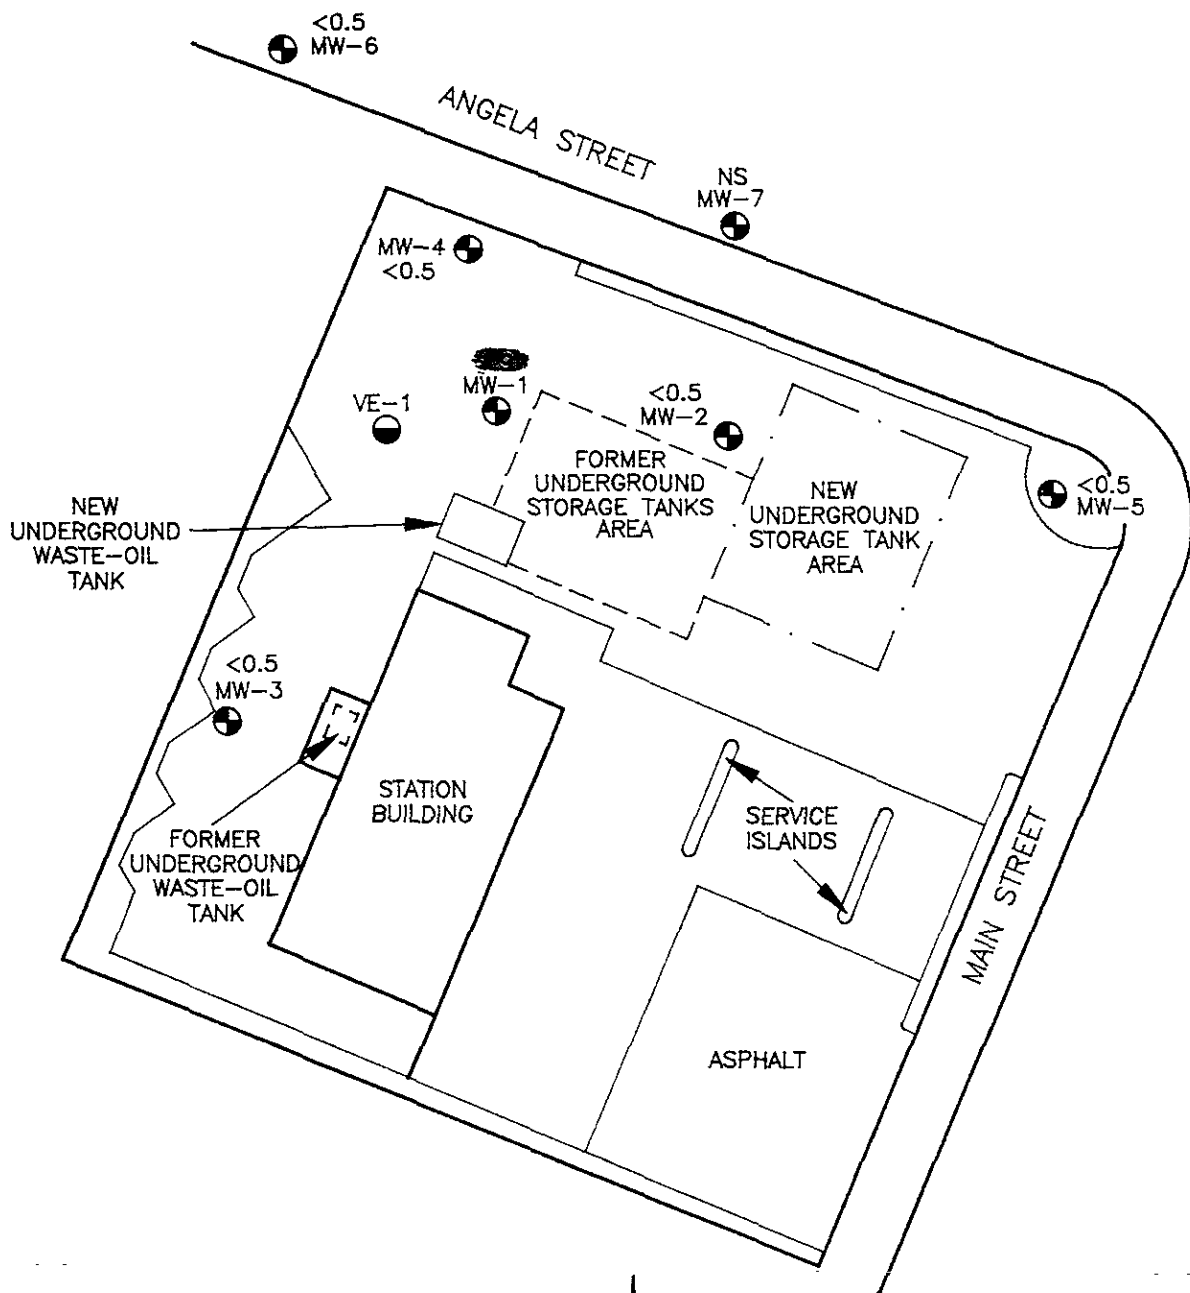 <0.5
MW-6
ANGELA STREET
NS
MW-7
MW-4
<0.5
MW-1
VE-1
<0.5
MW-2
<0.5
MW-5
FORMER
UNDERGROUND
STORAGE TANKS
AREA
NEW
UNDERGROUND
STORAGE TANK
AREA
NEW
UNDERGROUND
WASTE-OIL
TANK
<0.5
MW-3
STATION
BUILDING
SERVICE
ISLANDS
FORMER
UNDERGROUND
WASTE-OIL
TANK
MAIN STREET
ASPHALT